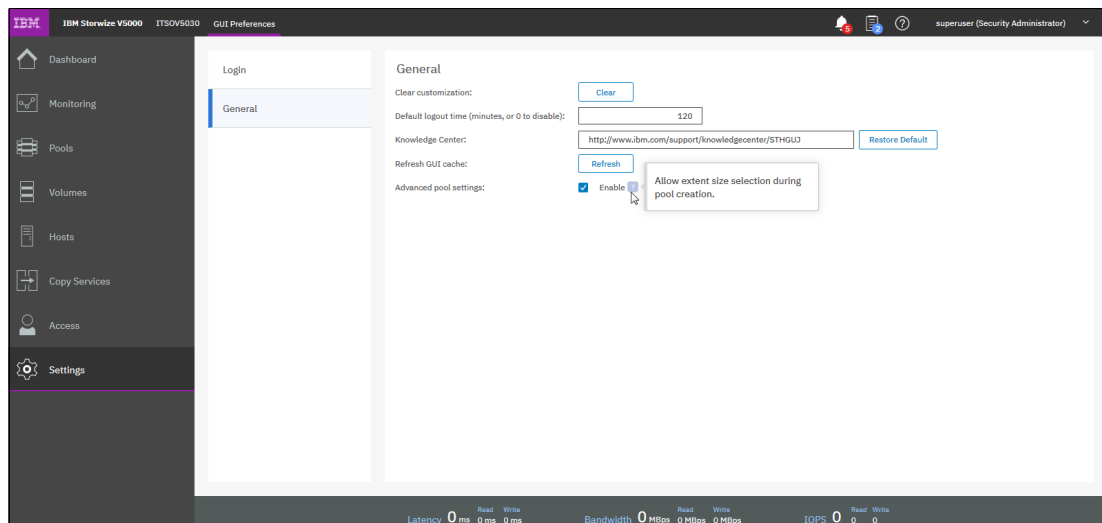 IBM
IBM Storwize V5000 ITSOV5030 GUI Preferences
5
2
?
superuser (Security Administrator)
Dashboard
Monitoring
Pools
Volumes
Hosts
Copy Services
Access
Settings
Login
General
General
Clear customization:
Clear
Default logout time (minutes, or 0 to disable):
120
Knowledge Center:
http://www.ibm.com/support/knowledgecenter/STHGUJ
Restore Default
Refresh GUI cache:
Refresh
Advanced pool settings:
Enable
Allow extent size selection during
pool creation.
Latency 0 ms Read 0 ms Write 0 ms
Bandwidth 0 MBps Read 0 MBps Write 0 MBps
IOPS 0 Read 0 Write 0